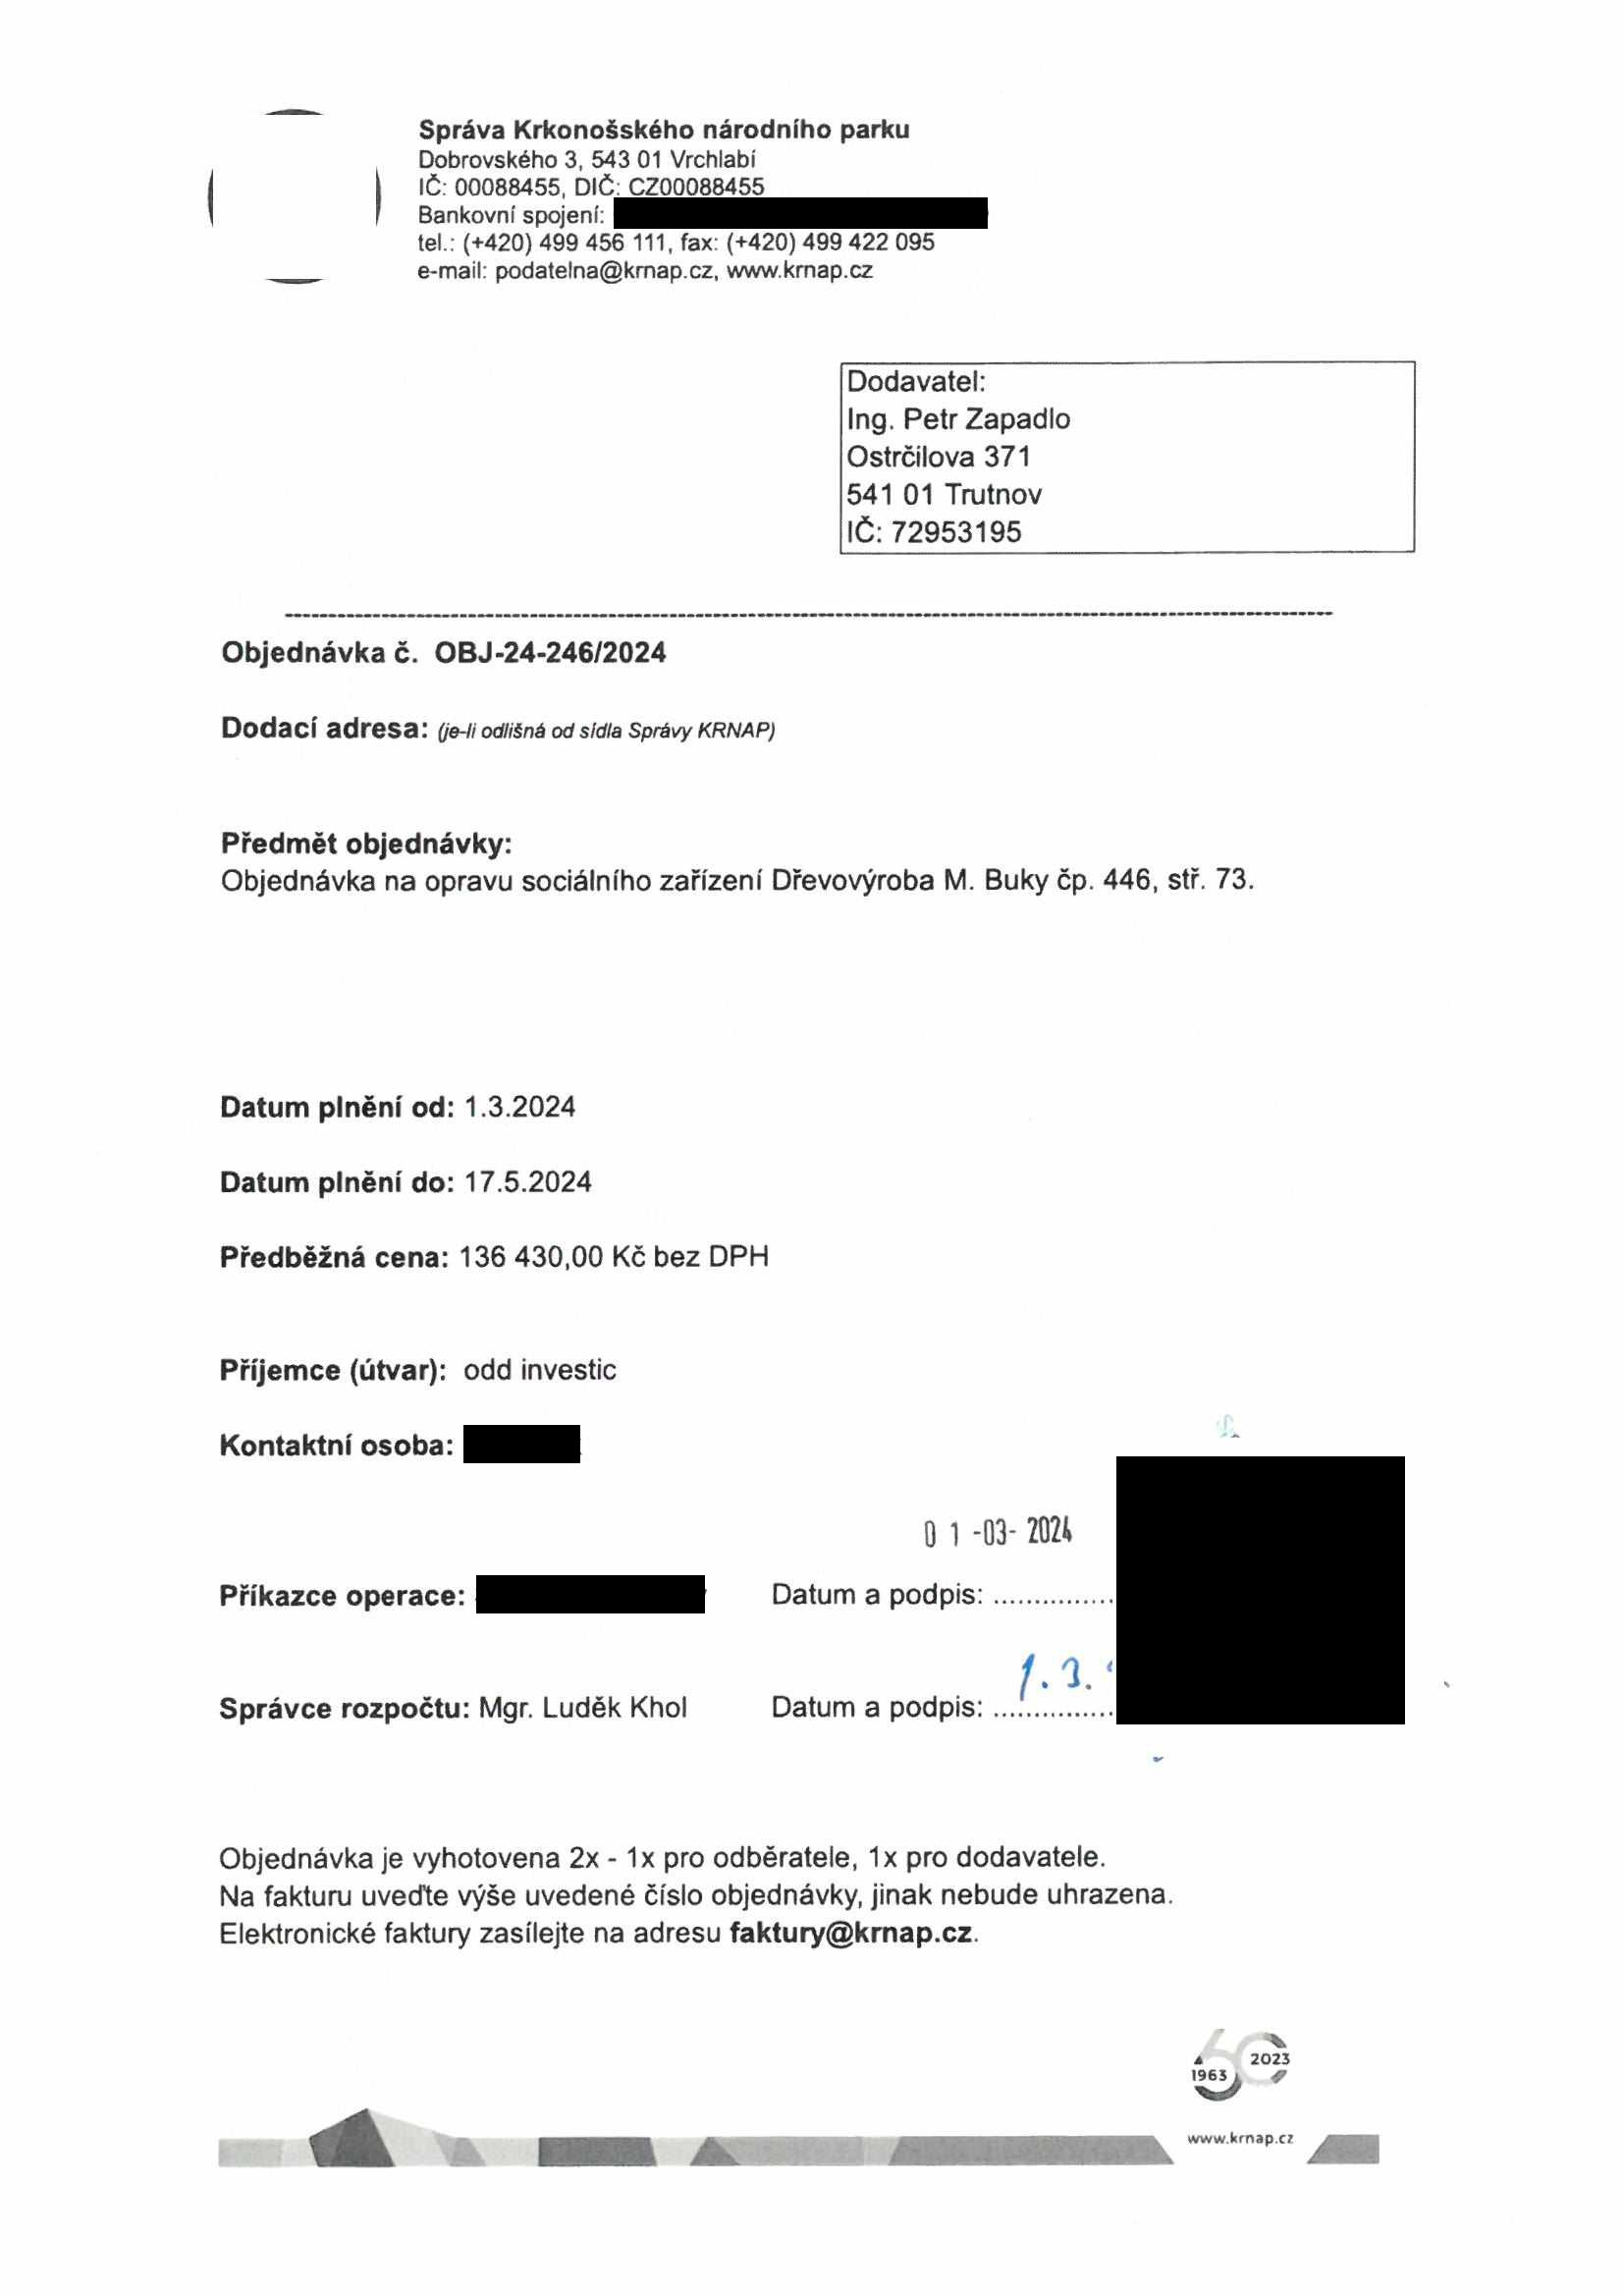 Správa Krkonošského národního parku
Dobrovského 3, 543 01 Vrchlabí
IČ: 00088455, DIČ: CZ00088455
Bankovní spojení:
tel.: (+420) 499 456 111, fax: (+420) 499 422 095
e-mail: podatelna@krnap.cz, www.krnap.cz
Dodavatel:
Ing. Petr Zapadlo
Ostrčilova 371
541 01 Trutnov
IČ: 72953195
Objednávka č. OBJ-24-246/2024
Dodací adresa: (je-li odlišná od sídla Správy KRNAP)
Předmět objednávky:
Objednávka na opravu sociálního zařízení Dřevovýroba M. Buky čp. 446, stř. 73.
Datum plnění od: 1.3.2024
Datum plnění do: 17.5.2024
Předběžná cena: 136 430,00 Kč bez DPH
Příjemce (útvar): odd investic
Kontaktní osoba:
01 -03- 2024
Příkazce operace: Datum a podpis: ...............
1.3.
Správce rozpočtu: Mgr. Luděk Khol Datum a podpis: ...............
Objednávka je vyhotovena 2x - 1x pro odběratele, 1x pro dodavatele.
Na fakturu uveďte výše uvedené číslo objednávky, jinak nebude uhrazena.
Elektronické faktury zasílejte na adresu faktury@krnap.cz.
60
1963 2023
www.krnap.cz